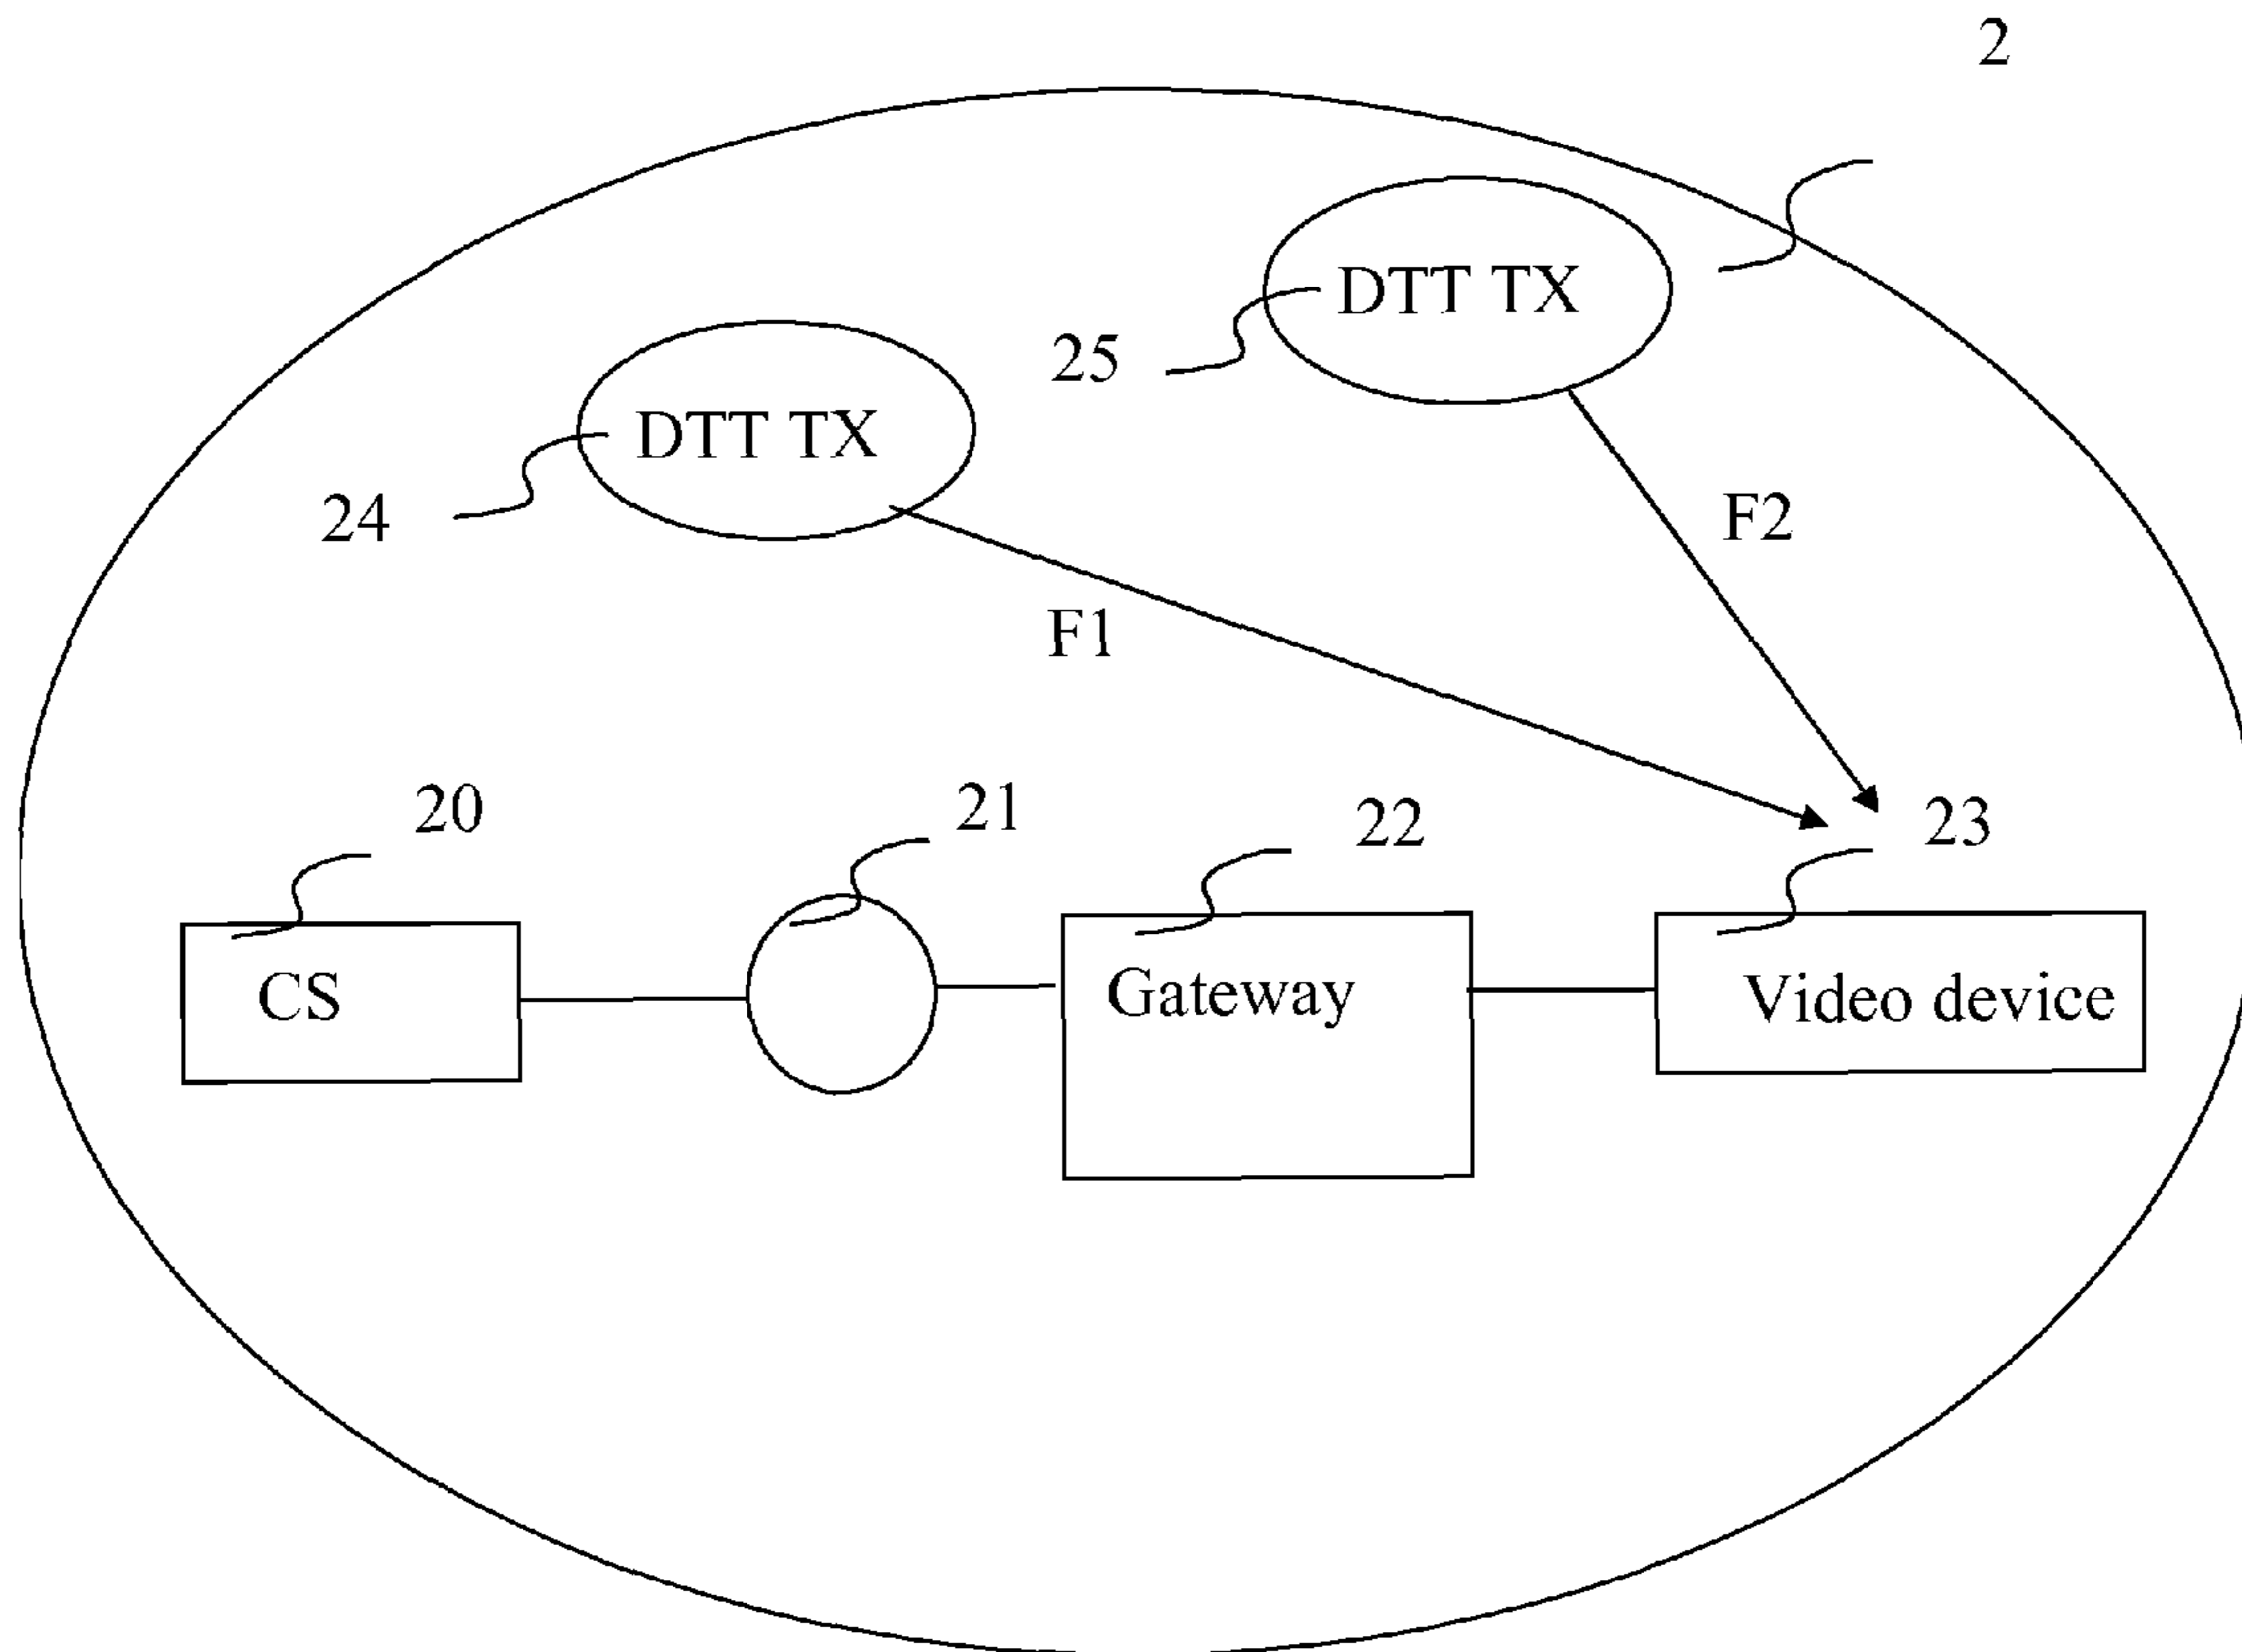 2
DTT TX
25
DTT TX
24
F2
F1
20
21
22
23
CS
Gateway
Video device